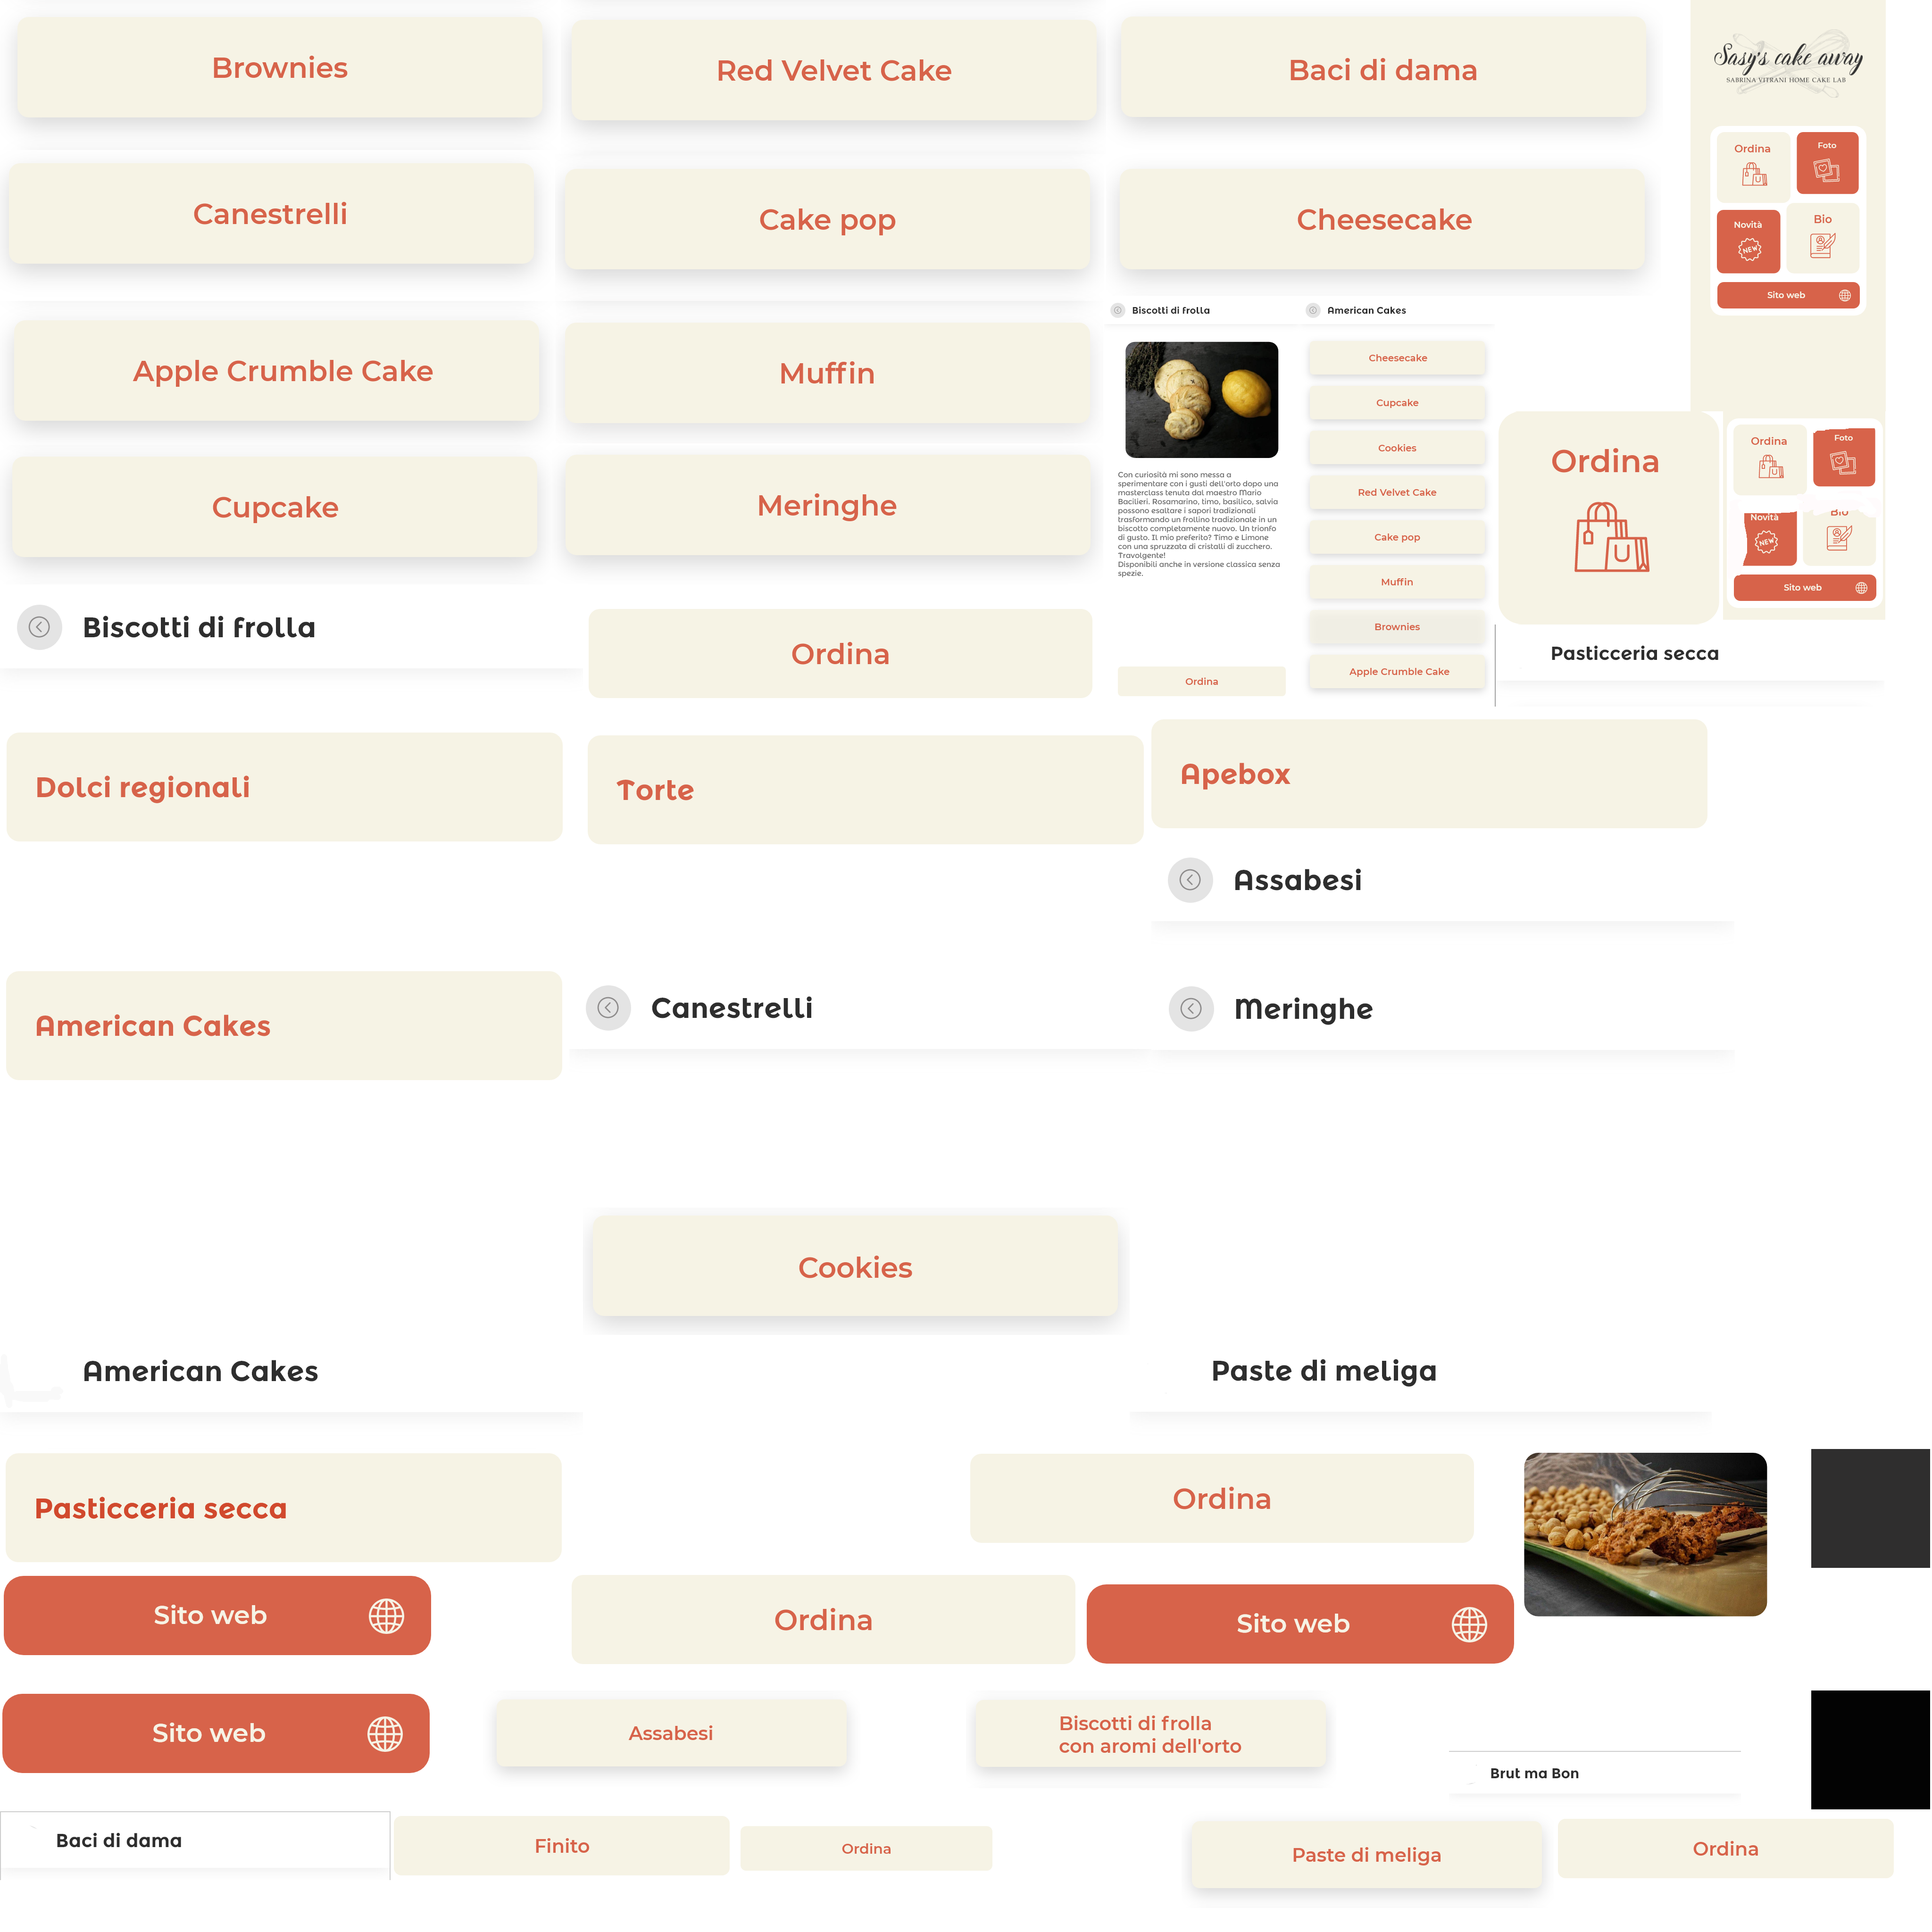 Brownies
Red Velvet Cake
Baci di dama
Sasy's cake away
SABRINA VITRANI HOME CAKE LAB
Ordina
Foto
Novità
NEW
Bio
Sito web
Canestrelli
Cake pop
Cheesecake
Apple Crumble Cake
Muffin
Cupcake
Meringhe
Biscotti di frolla
Con curiosità mi sono messa a
sperimentare con i gusti dell'orto dopo una
masterclass tenuta dal maestro Mario
Bacilieri. Rosamarino, timo, basilico, salvia
possono esaltare i sapori tradizionali
trasformando un frollino tradizionale in un
biscotto completamente nuovo. Un trionfo
di gusto. Il mio preferito? Timo e Limone
con una spruzzata di cristalli di zucchero.
Travolgente!
Disponibili anche in versione classica senza
spezie.
Ordina
American Cakes
Cheesecake
Cupcake
Cookies
Red Velvet Cake
Cake pop
Muffin
Brownies
Apple Crumble Cake
Ordina
Ordina
Foto
Novità
NEW
Bio
Sito web
Biscotti di frolla
Ordina
Pasticceria secca
Dolci regionali
Torte
Apebox
Assabesi
American Cakes
Canestrelli
Meringhe
Cookies
American Cakes
Paste di meliga
Pasticceria secca
Ordina
Sito web
Ordina
Sito web
Sito web
Assabesi
Biscotti di frolla
con aromi dell'orto
Brut ma Bon
Baci di dama
Finito
Ordina
Paste di meliga
Ordina